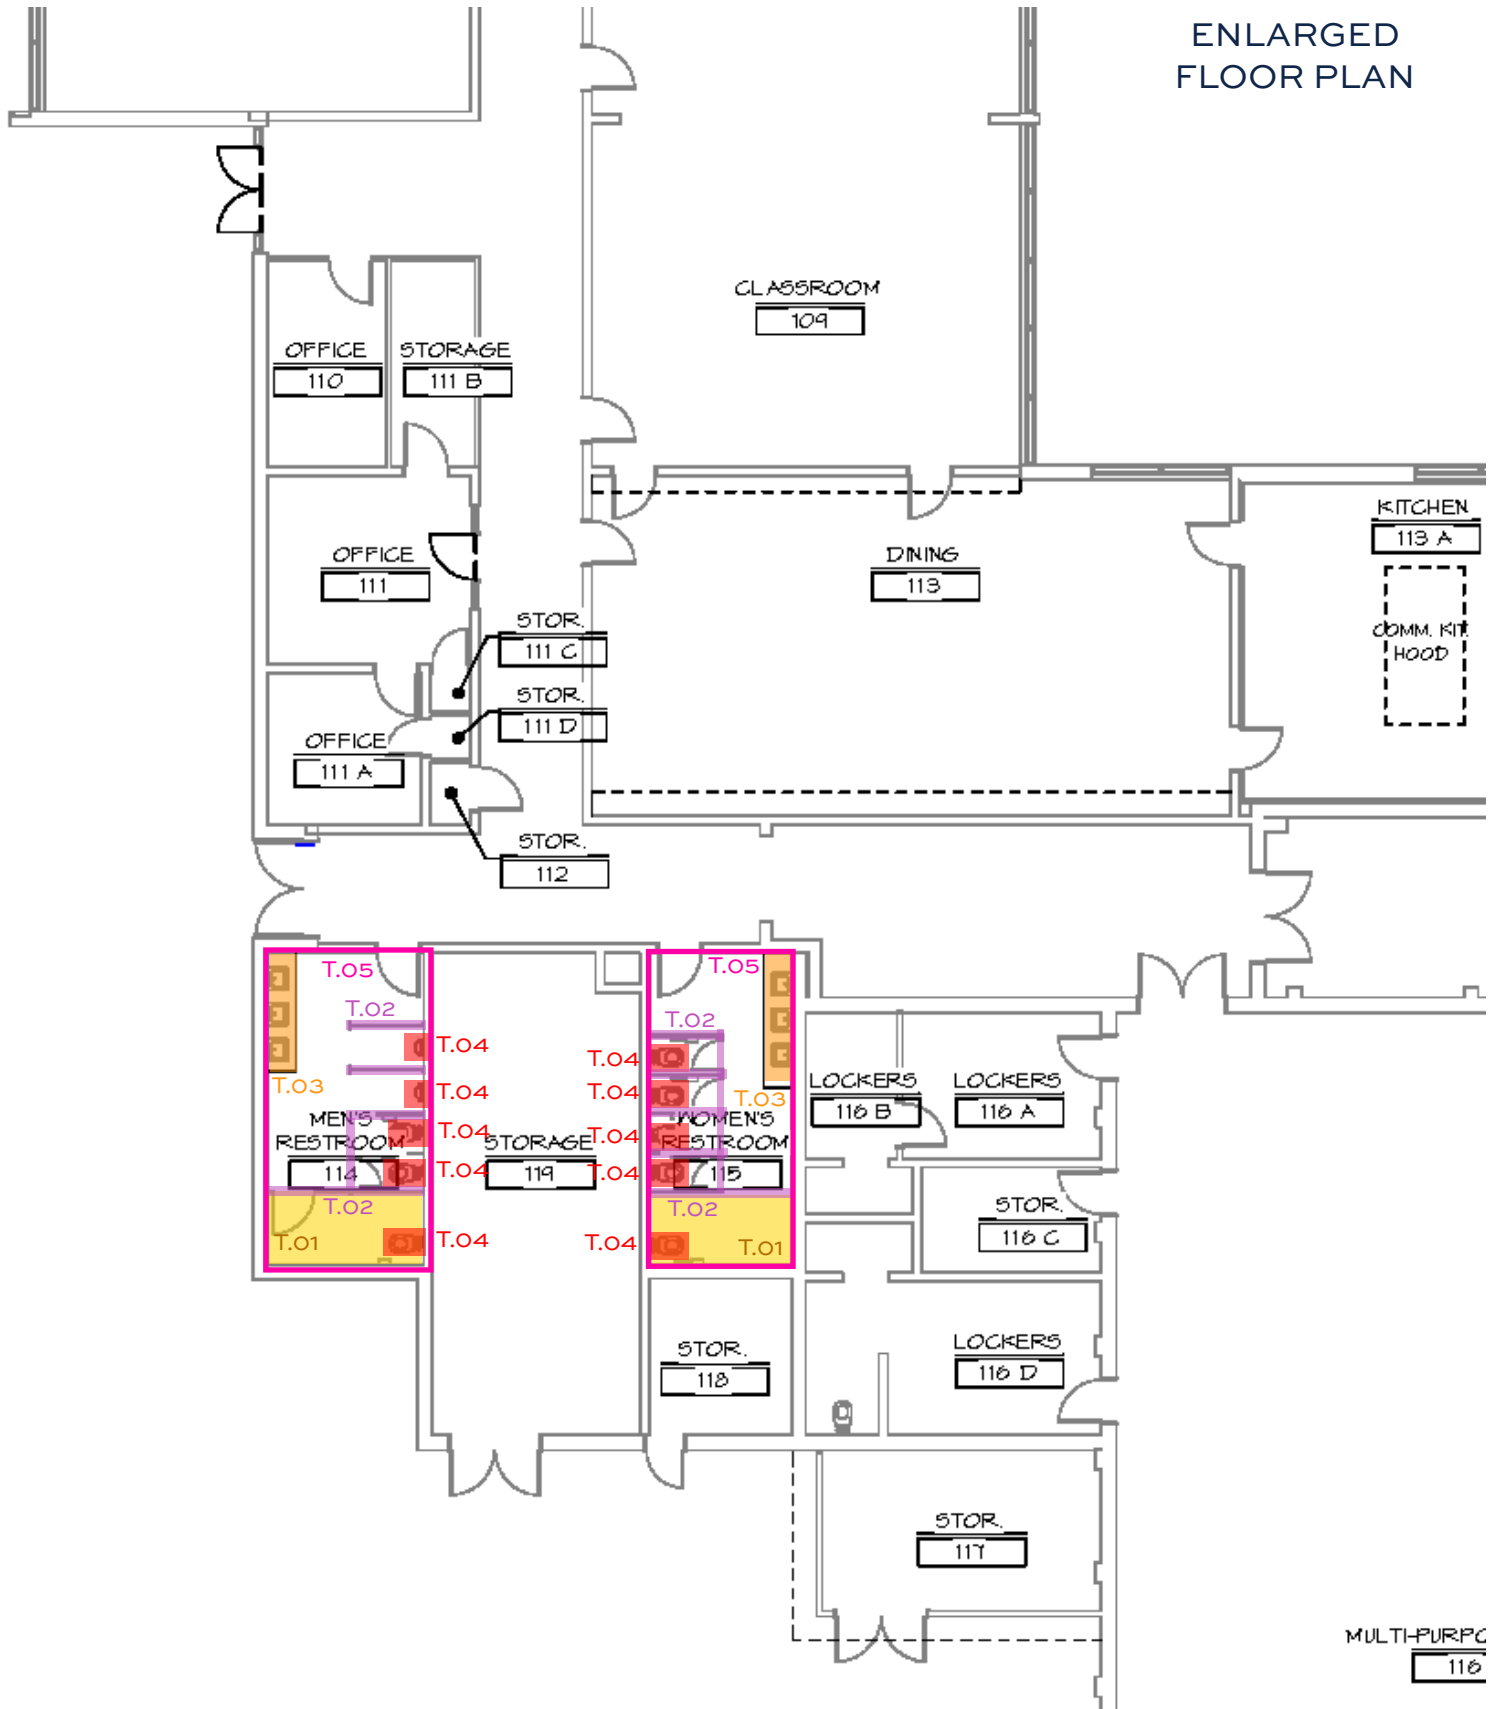 ENLARGED
FLOOR PLAN
CLASSROOM
109
OFFICE
110
STORAGE
111 B
KITCHEN
113 A
OFFICE
111
DINING
113
STOR.
111 C
COMM. KIT.
HOOD
STOR.
111 D
OFFICE
111 A
STOR.
112
T.05
T.05
T.02
T.02
T.04
T.04
T.03
T.04
T.04
T.03
LOCKERS
116 B
LOCKERS
116 A
MEN'S
RESTROOM
114
T.04
T.04
STORAGE
119
T.04
T.04
WOMEN'S
RESTROOM
115
T.02
T.02
T.01
T.04
T.04
T.01
STOR.
116 C
STOR.
118
LOCKERS
116 D
STOR.
117
MULTI-PURPO
116